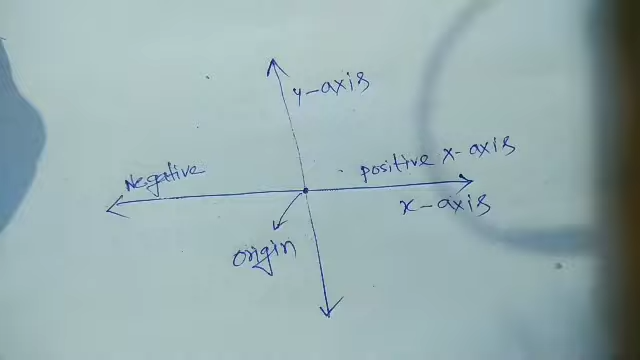 y-axis
positive x-axis
Negative
x-axis
origin